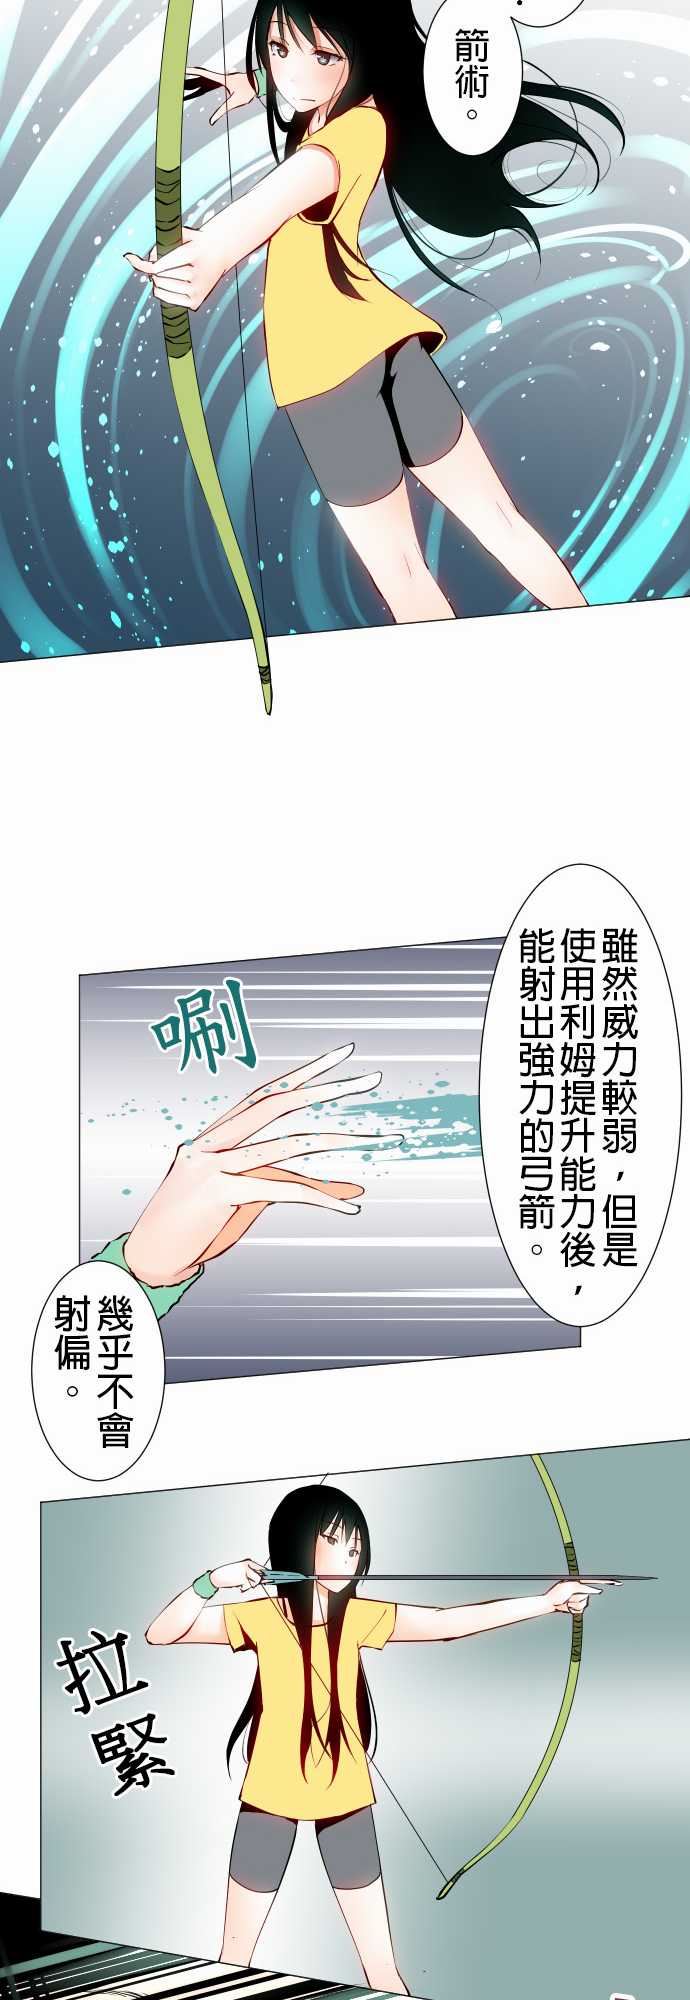 箭術。
雖然威力較弱，但是
使用利姆提升能力後，
能射出強力的弓箭。
唰
幾乎不會
射偏。
拉
緊